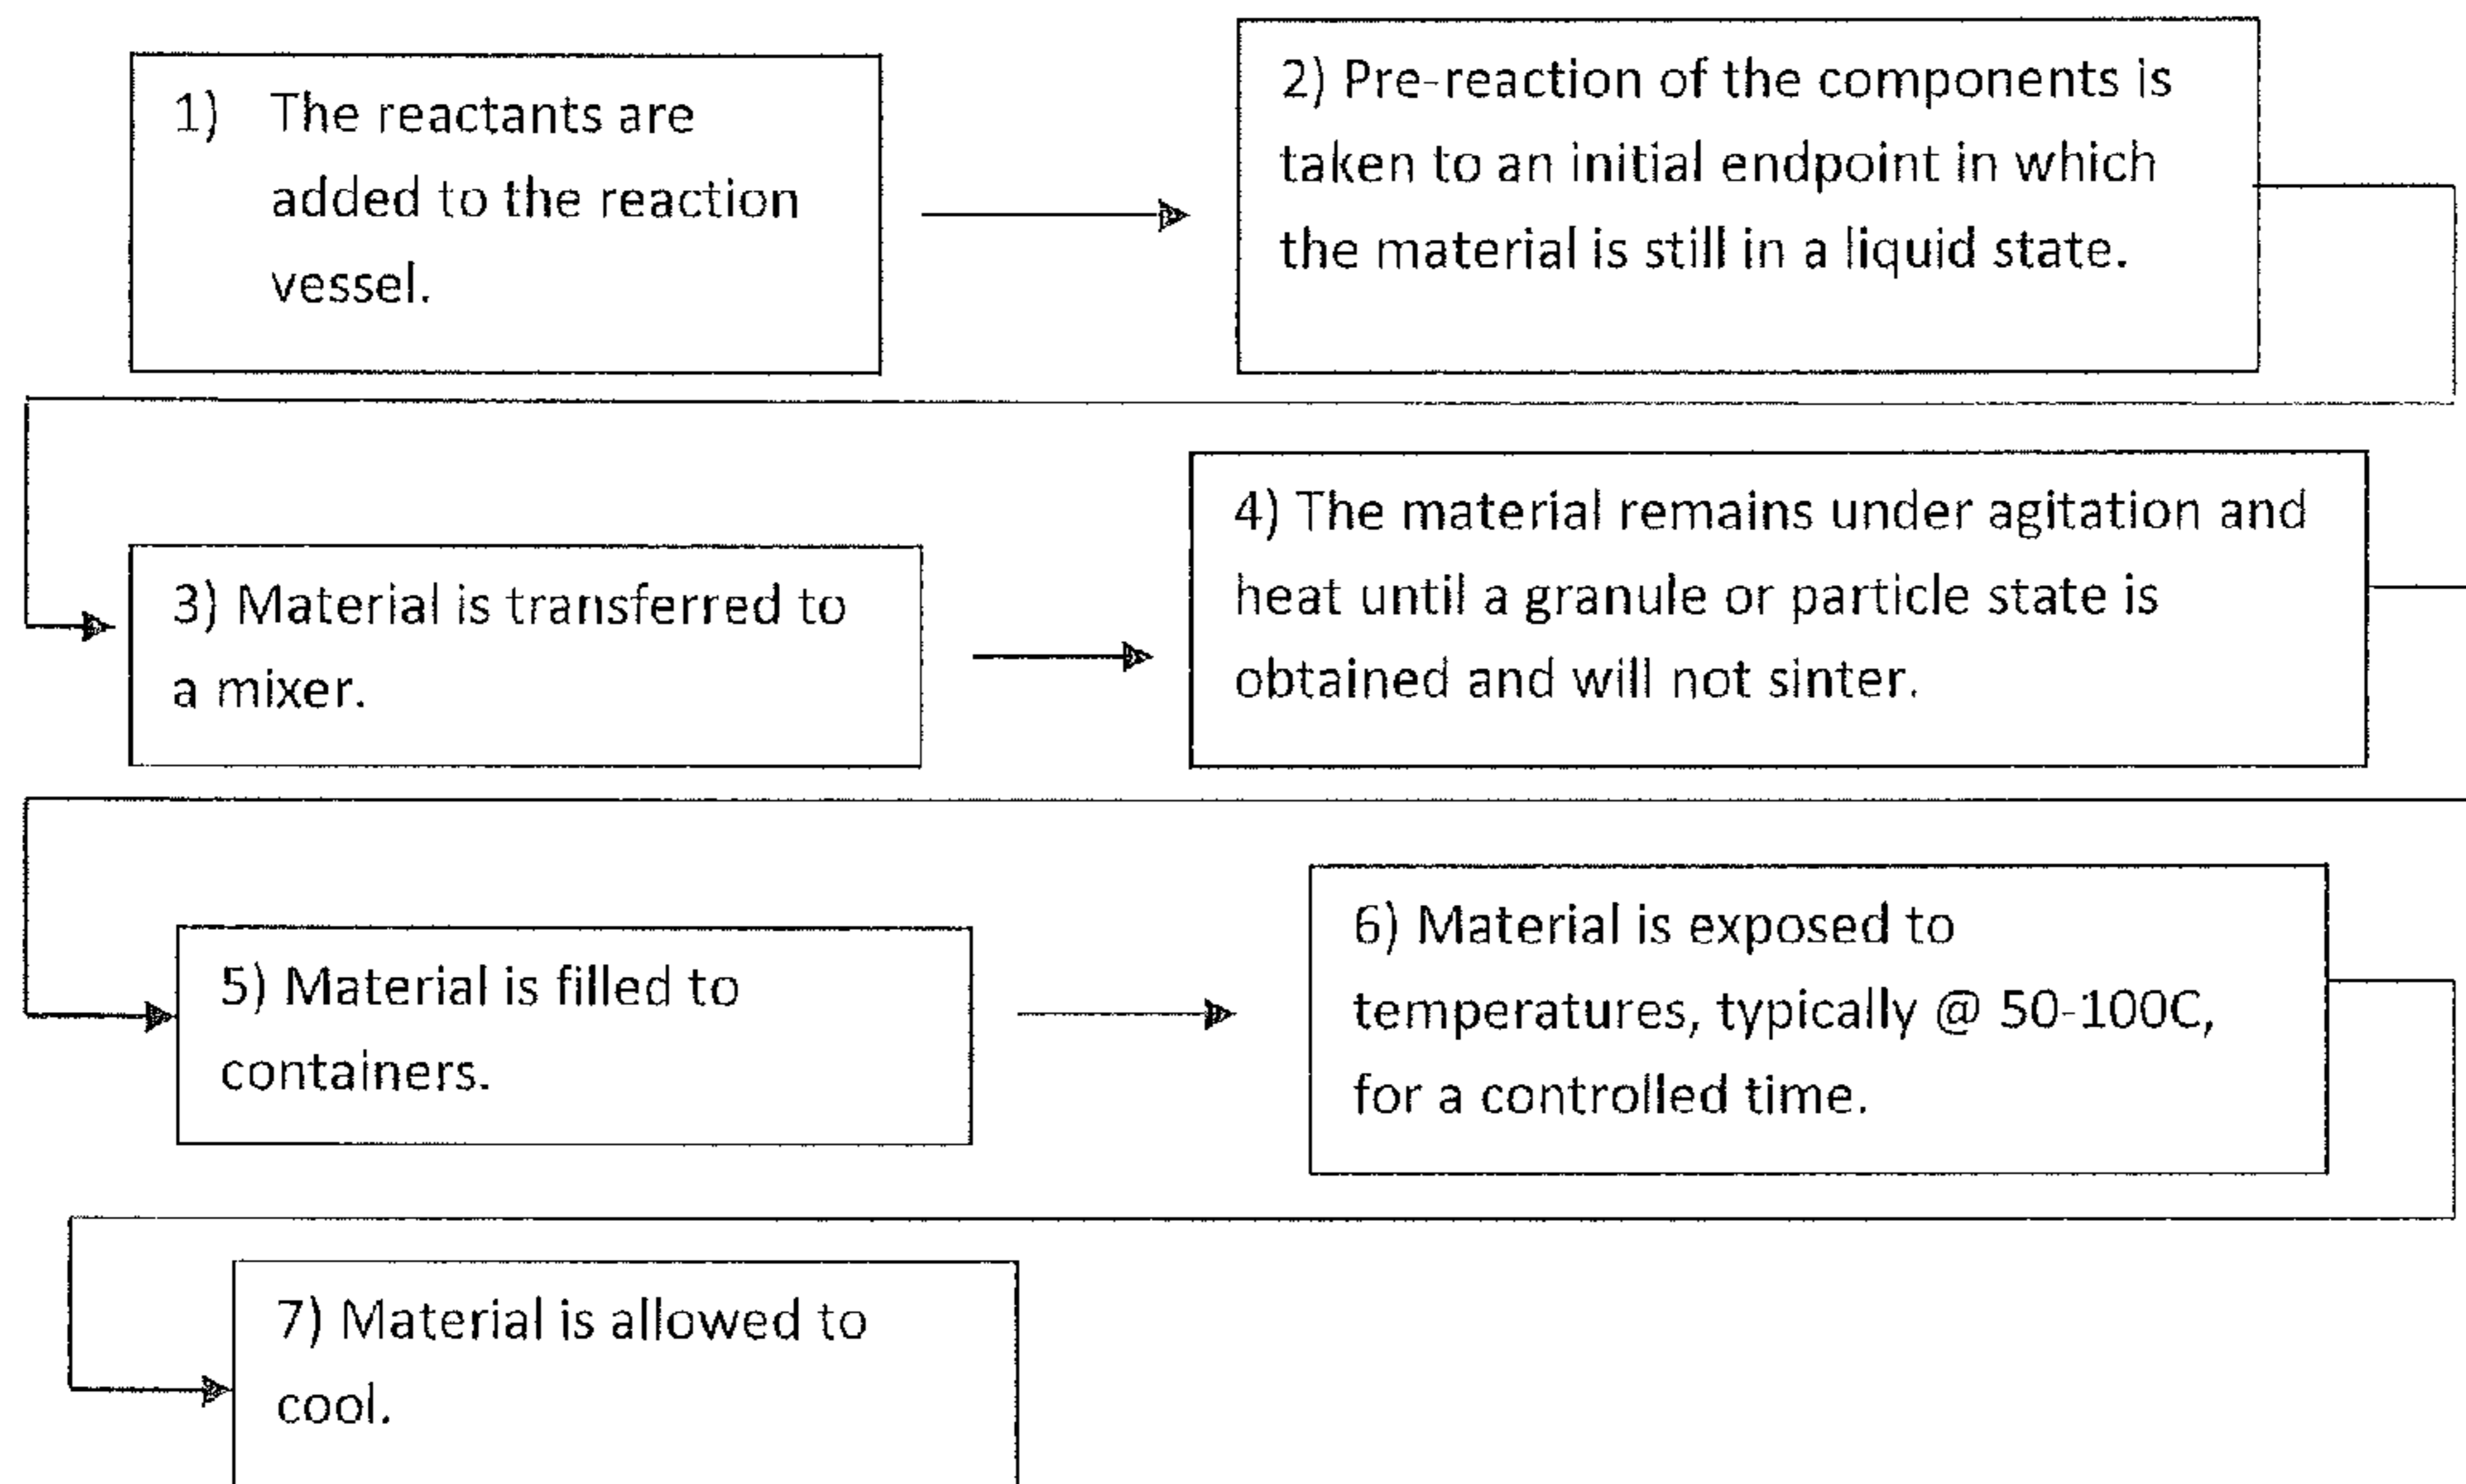 1) The reactants are
added to the reaction
vessel.
2) Pre-reaction of the components is
taken to an initial endpoint in which
the material is still in a liquid state.
3) Material is transferred to
a mixer.
4) The material remains under agitation and
heat until a granule or particle state is
obtained and will not sinter.
5) Material is filled to
containers.
6) Material is exposed to
temperatures, typically @ 50-100C,
for a controlled time.
7) Material is allowed to
cool.